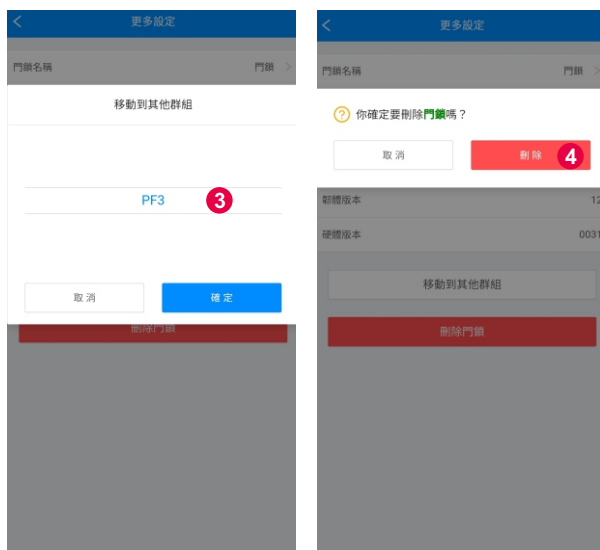 更多設定
門鎖名稱 門鎖
移動到其他群組
PF3 3
取消 確定
刪除門鎖
更多設定
門鎖名稱 門鎖
你確定要刪除門鎖嗎？
取消 刪除 4
韌體版本 12
硬體版本 0031
移動到其他群組
刪除門鎖